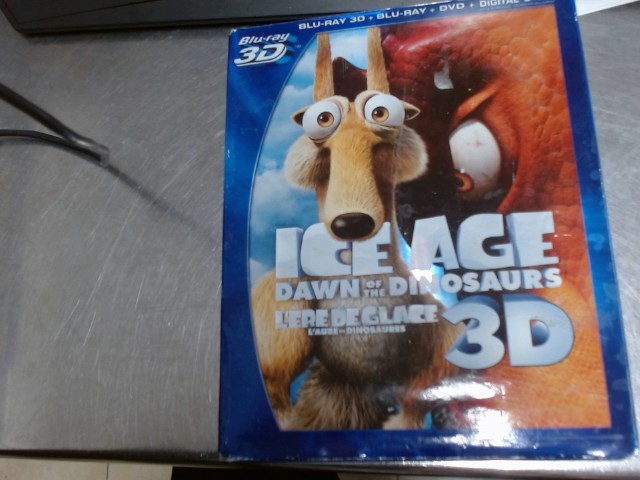 BLU-RAY 3D + BLU-RAY + DVD + DIGITAL
Blu-ray
3D
ICE AGE
DAWN OF THE DINOSAURS
L'ÈRE DE GLACE
L'AUBE DES DINOSAURES
3D